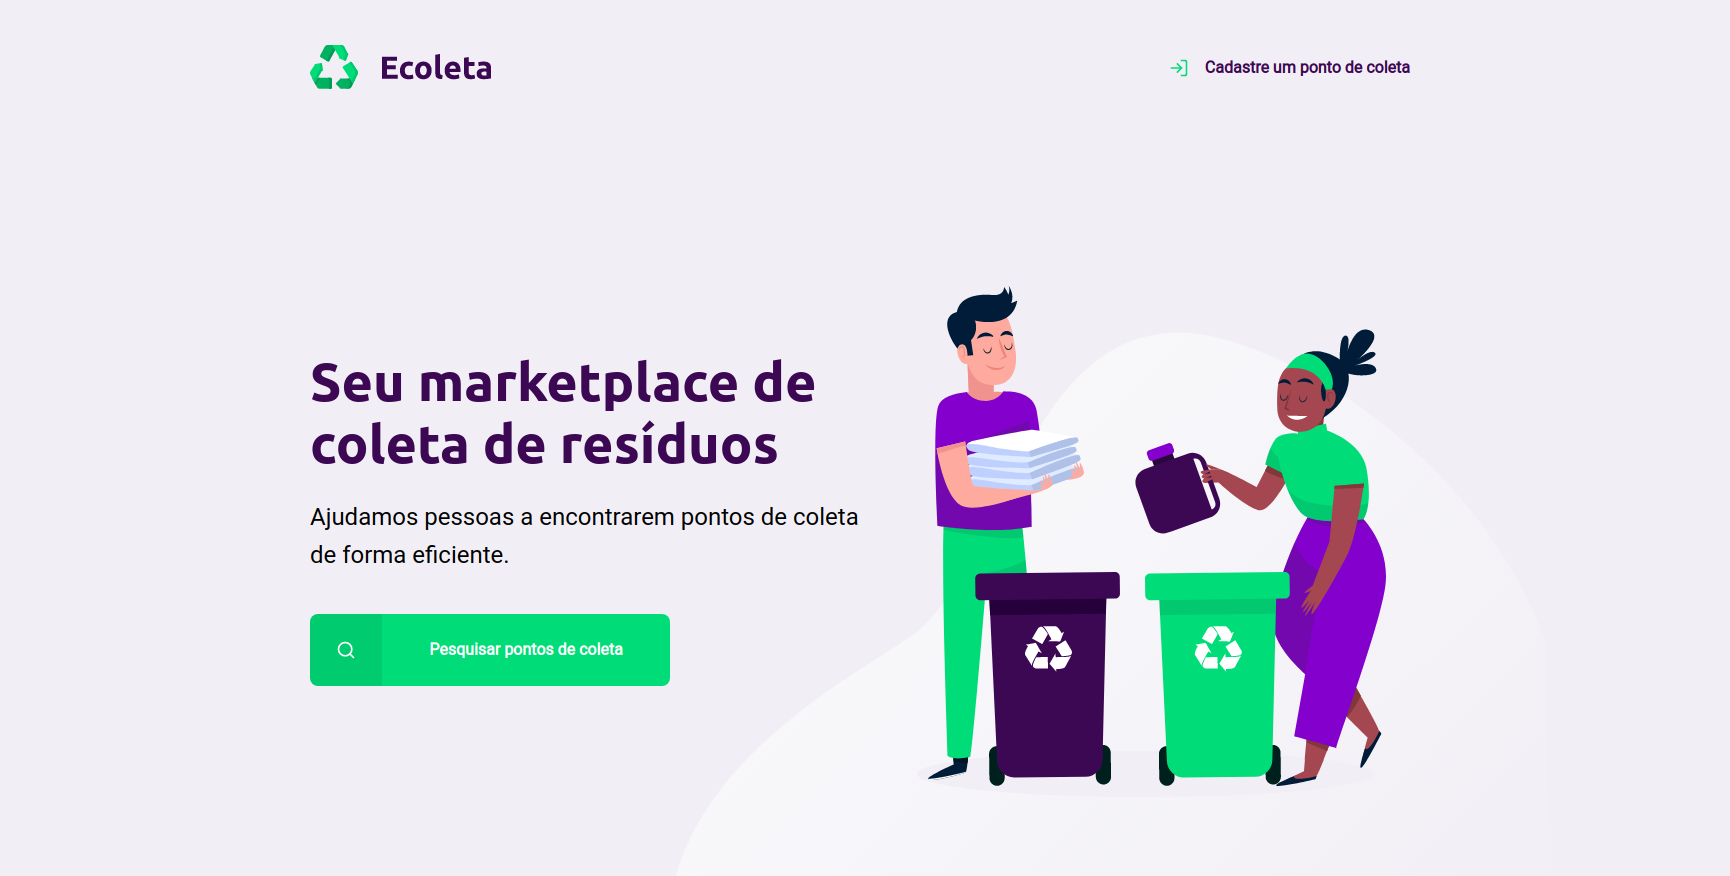 Ecoleta
Cadastre um ponto de coleta
Seu marketplace de
coleta de resíduos
Ajudamos pessoas a encontrarem pontos de coleta
de forma eficiente.
Pesquisar pontos de coleta